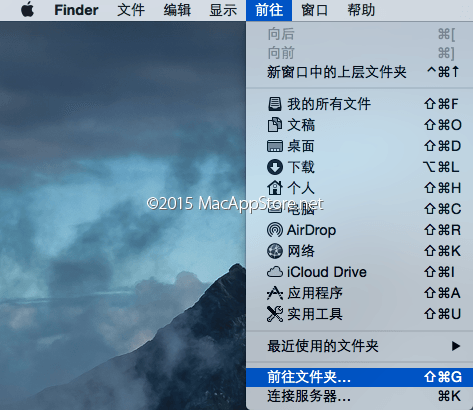 Finder 文件 编辑 显示 前往 窗口 帮助
向后 ⌘[
向前 ⌘]
新窗口中的上层文件夹 ^⌘↑
我的所有文件 ⇧⌘F
文稿 ⇧⌘O
桌面 ⇧⌘D
下载 ⌥⌘L
个人 ⇧⌘H
©2015 MacAppStore.net
电脑 ⇧⌘C
AirDrop ⇧⌘R
网络 ⇧⌘K
iCloud Drive ⇧⌘I
应用程序 ⇧⌘A
实用工具 ⇧⌘U
最近使用的文件夹 ▶
前往文件夹... ⇧⌘G
连接服务器... ⌘K